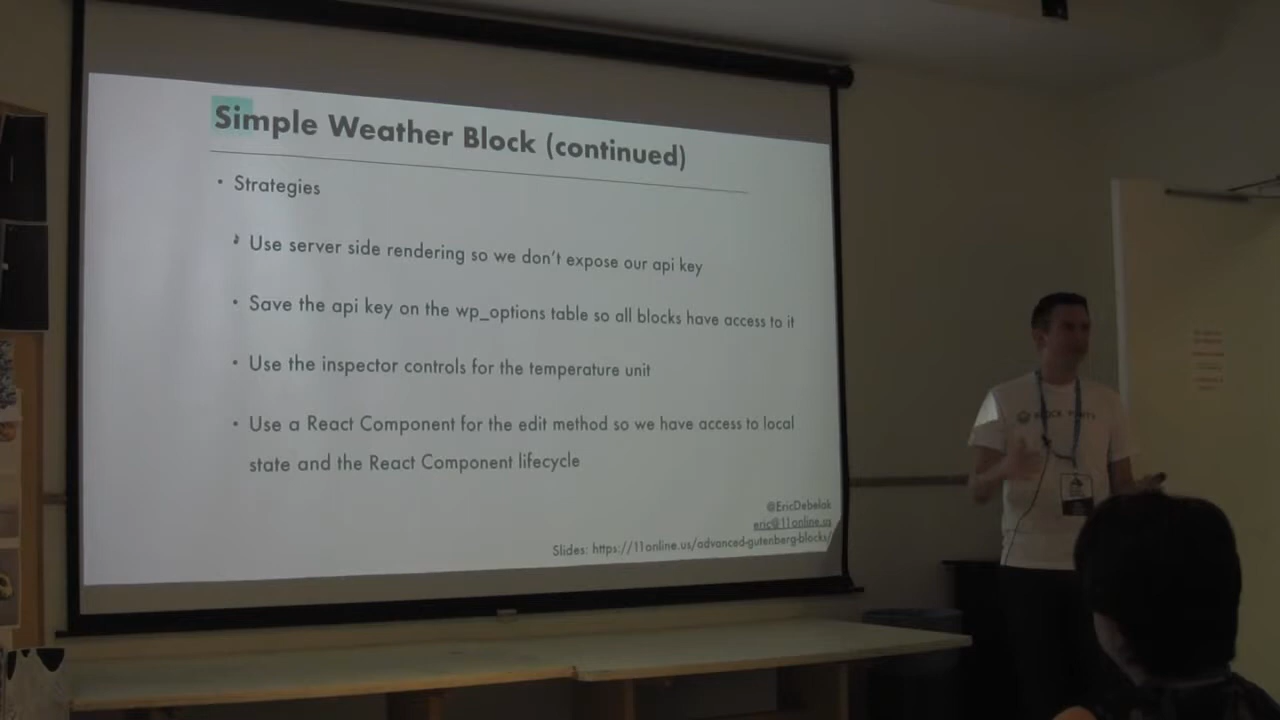 Simple Weather Block (continued)
• Strategies
• Use server side rendering so we don't expose our api key
• Save the api key on the wp_options table so all blocks have access to it
• Use the inspector controls for the temperature unit
• Use a React Component for the edit method so we have access to local
state and the React Component lifecycle
@EricDebelak
eric@11online.us
Slides: https://11online.us/advanced-gutenberg-blocks/
BLOCK PARTY